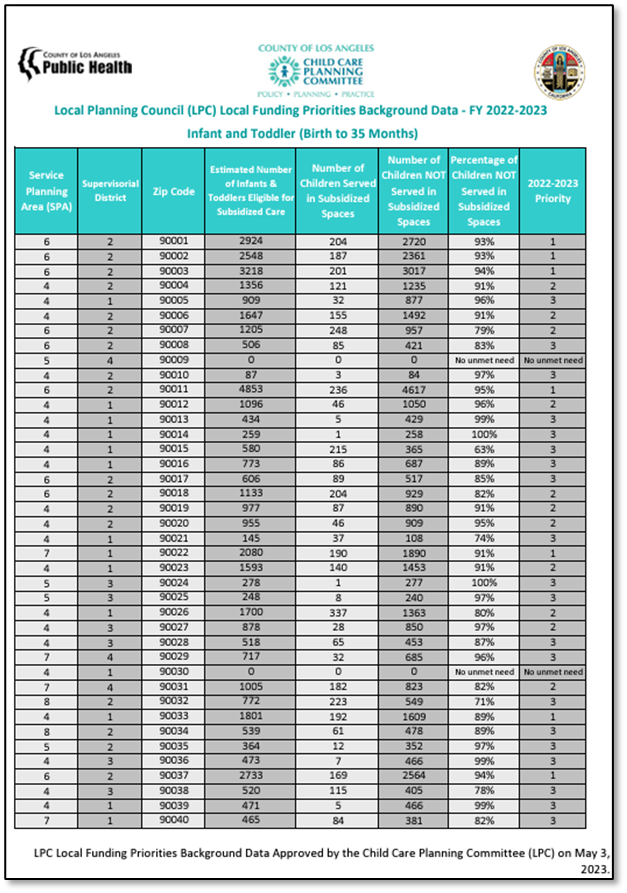 COUNTY OF LOS ANGELES
Public Health
COUNTY OF LOS ANGELES
CHILD CARE
PLANNING
COMMITTEE
POLICY • PLANNING • PRACTICE
Local Planning Council (LPC) Local Funding Priorities Background Data - FY 2022-2023
Infant and Toddler (Birth to 35 Months)
Service Planning Area (SPA) Supervisorial District Zip Code Estimated Number of Infants & Toddlers Eligible for Subsidized Care Number of Children Served in Subsidized Spaces Number of Children NOT Served in Subsidized Spaces Percentage of Children NOT Served in Subsidized Spaces 2022-2023 Priority
6 2 90001 2924 204 2720 93% 1
6 2 90002 2548 187 2361 93% 1
6 2 90003 3218 201 3017 94% 1
4 2 90004 1356 121 1235 91% 2
4 1 90005 909 32 877 96% 3
4 2 90006 1647 155 1492 91% 2
6 2 90007 1205 248 957 79% 2
6 2 90008 506 85 421 83% 3
5 4 90009 0 0 0 No unmet need No unmet need
4 2 90010 87 3 84 97% 3
6 2 90011 4853 236 4617 95% 1
4 1 90012 1096 46 1050 96% 2
4 1 90013 434 5 429 99% 3
4 1 90014 259 1 258 100% 3
4 1 90015 580 215 365 63% 3
4 1 90016 773 86 687 89% 3
6 2 90017 606 89 517 85% 3
6 2 90018 1133 204 929 82% 2
4 2 90019 977 87 890 91% 2
4 2 90020 955 46 909 95% 2
4 1 90021 145 37 108 74% 3
7 1 90022 2080 190 1890 91% 1
4 1 90023 1593 140 1453 91% 2
5 3 90024 278 1 277 100% 3
5 3 90025 248 8 240 97% 3
4 1 90026 1700 337 1363 80% 2
4 3 90027 878 28 850 97% 2
4 3 90028 518 65 453 87% 3
7 4 90029 717 32 685 96% 3
4 1 90030 0 0 0 No unmet need No unmet need
7 4 90031 1005 182 823 82% 2
8 2 90032 772 223 549 71% 3
4 1 90033 1801 192 1609 89% 1
8 2 90034 539 61 478 89% 3
5 2 90035 364 12 352 97% 3
4 3 90036 473 7 466 99% 3
6 2 90037 2733 169 2564 94% 1
4 3 90038 520 115 405 78% 3
4 1 90039 471 5 466 99% 3
7 1 90040 465 84 381 82% 3
LPC Local Funding Priorities Background Data Approved by the Child Care Planning Committee (LPC) on May 3,
2023.